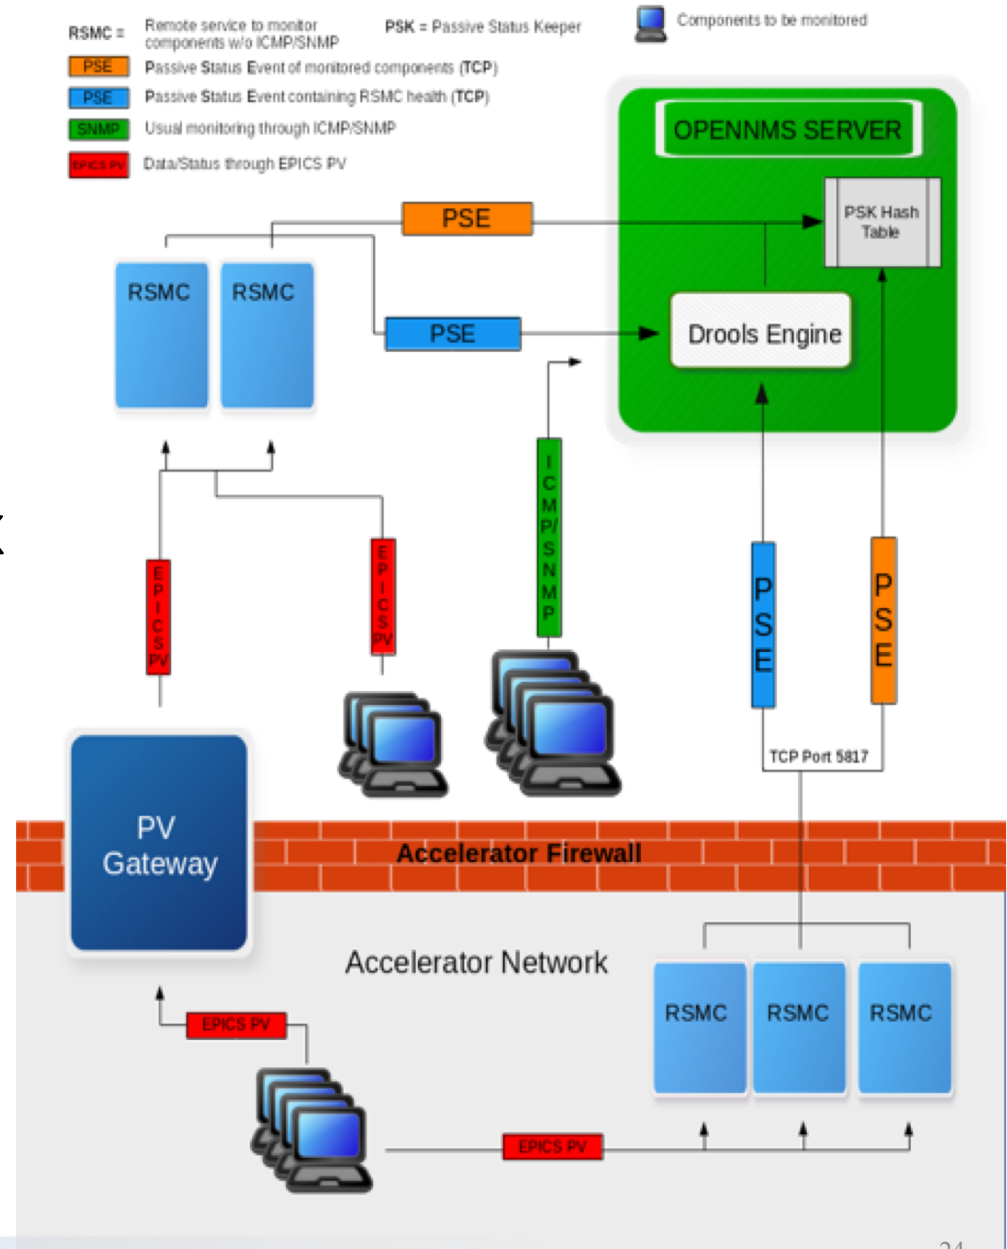 RSMC =
Remote service to monitor
components w/o ICMP/SNMP
PSK = Passive Status Keeper
Components to be monitored
PSE
Passive Status Event of monitored components (TCP)
PSE
Passive Status Event containing RSMC health (TCP)
SNMP
Usual monitoring through ICMP/SNMP
EPICS PV
Data/Status through EPICS PV
OPENNMS SERVER
PSK Hash
Table
PSE
RSMC
RSMC
PSE
Drools Engine
ICMP/SNMP
EPICS PV
EPICS PV
PSE
PSE
TCP Port 5817
PV
Gateway
Accelerator Firewall
Accelerator Network
RSMC
RSMC
RSMC
EPICS PV
EPICS PV